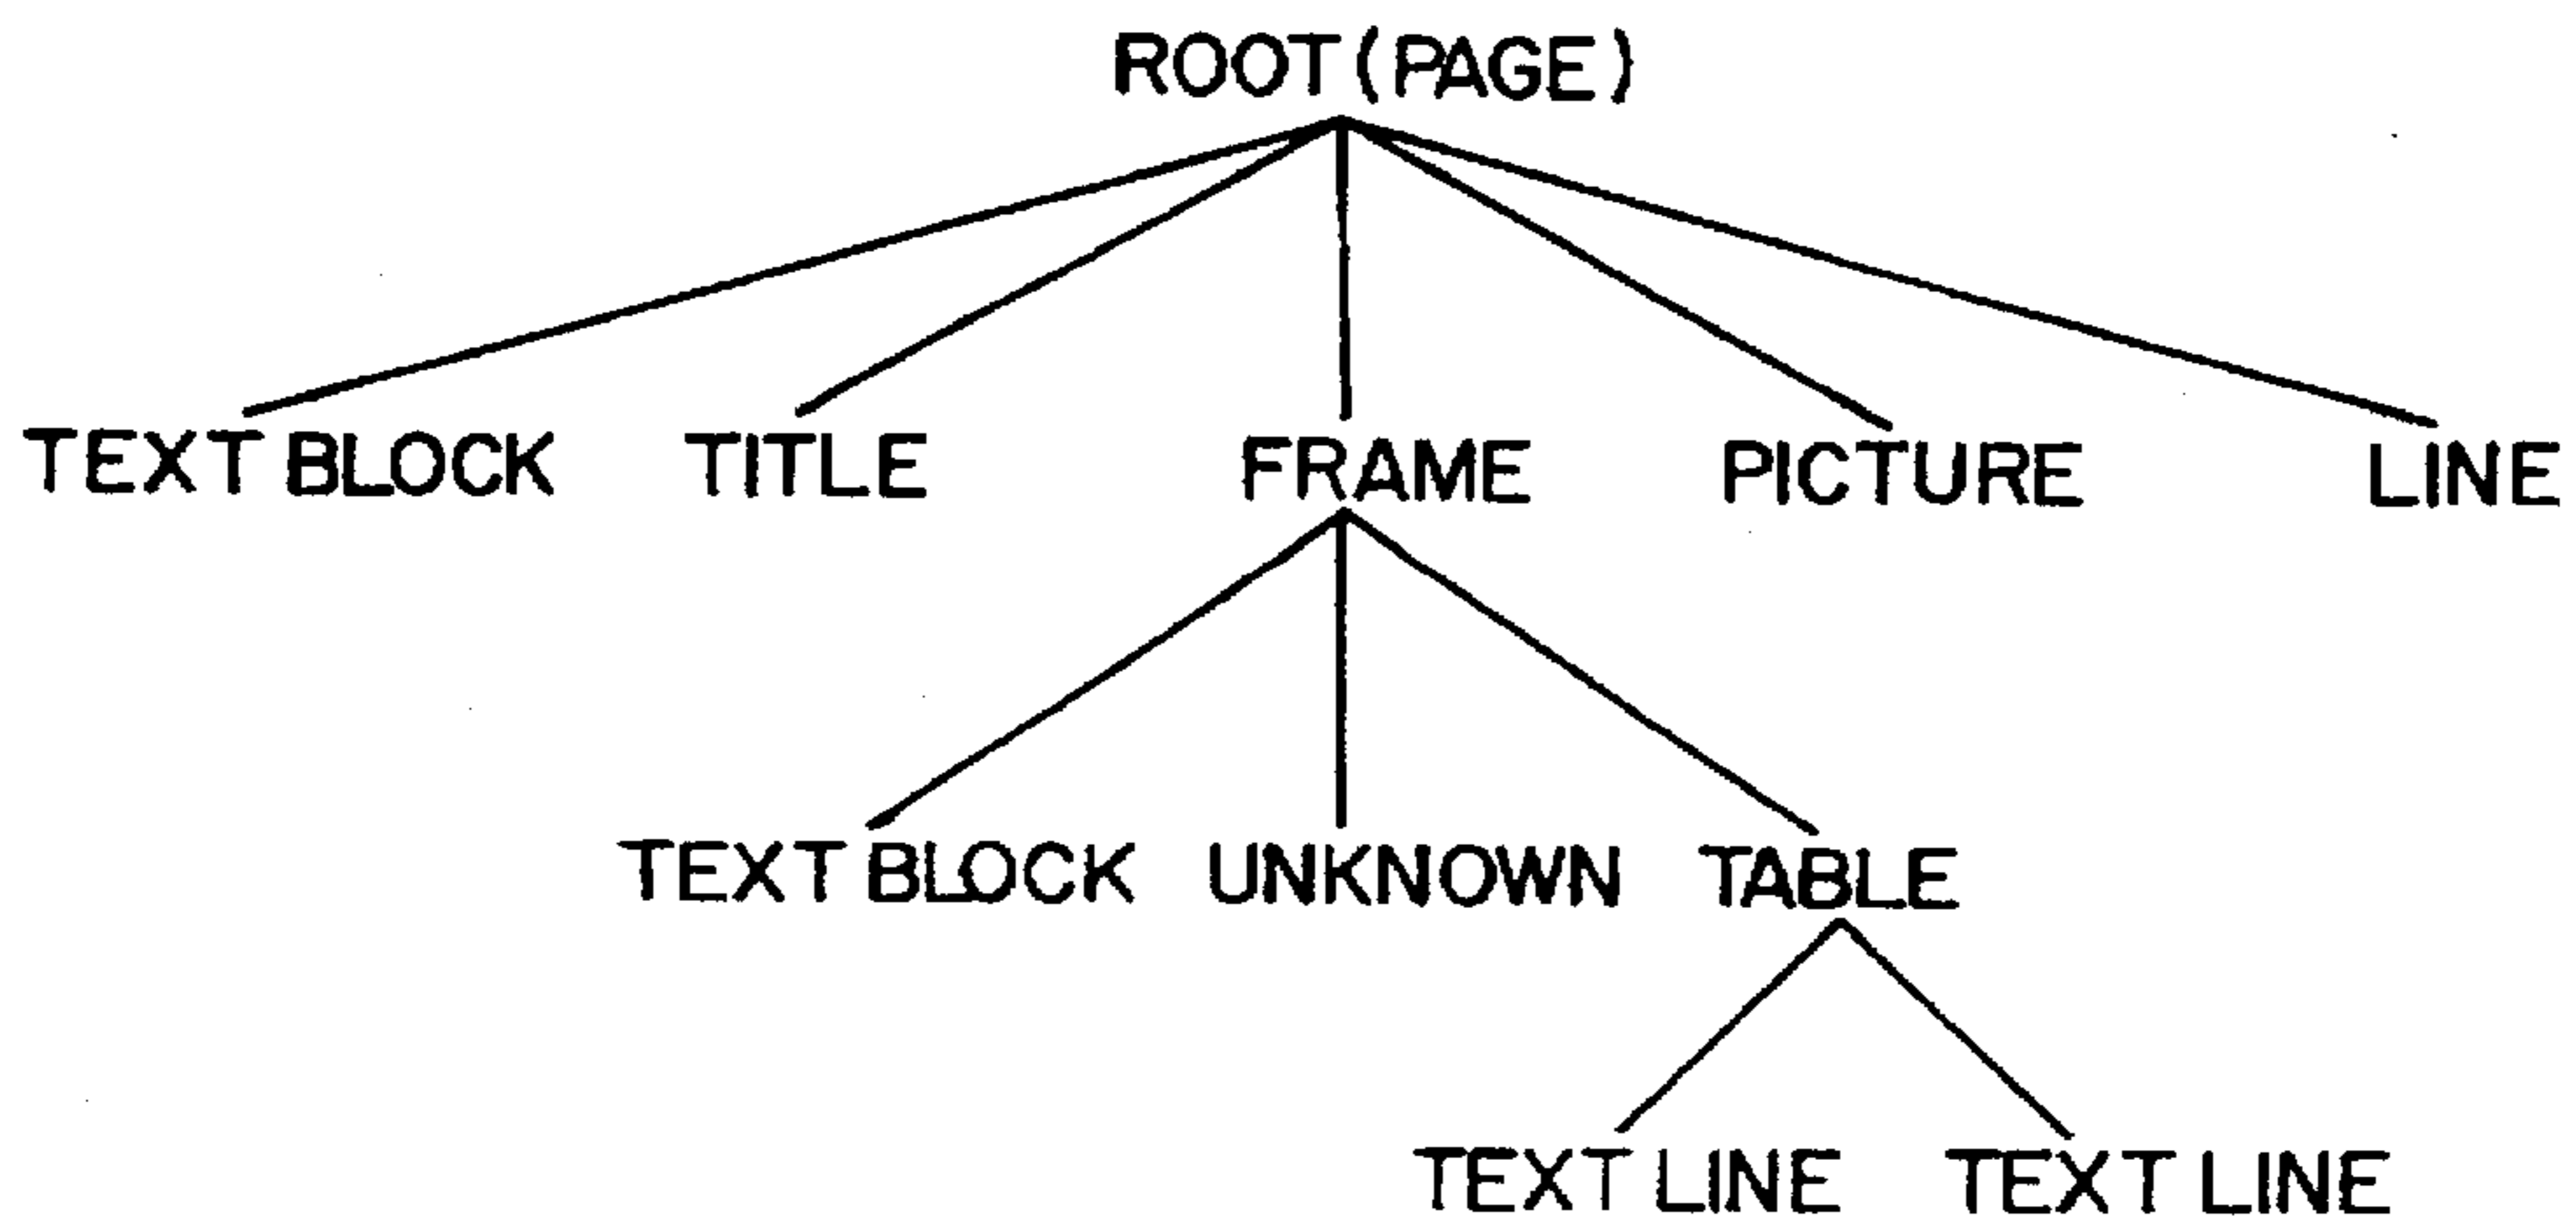 ROOT (PAGE)
TEXT BLOCK TITLE FRAME PICTURE LINE
TEXT BLOCK UNKNOWN TABLE
TEXT LINE TEXT LINE